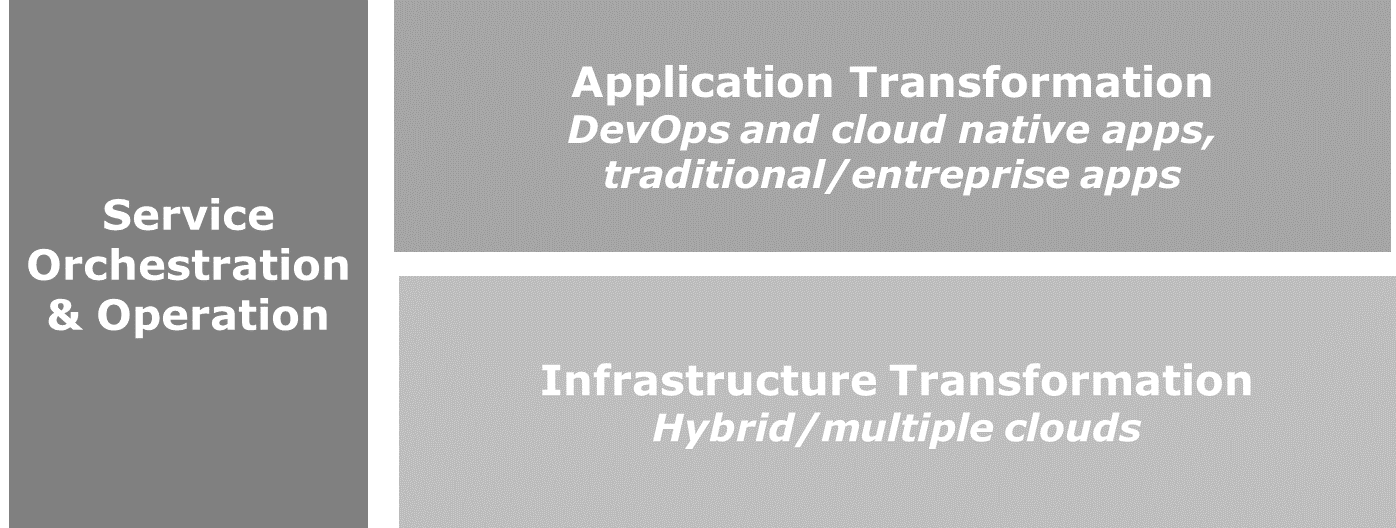 Service
Orchestration
& Operation
Application Transformation
DevOps and cloud native apps,
traditional/entreprise apps
Infrastructure Transformation
Hybrid/multiple clouds